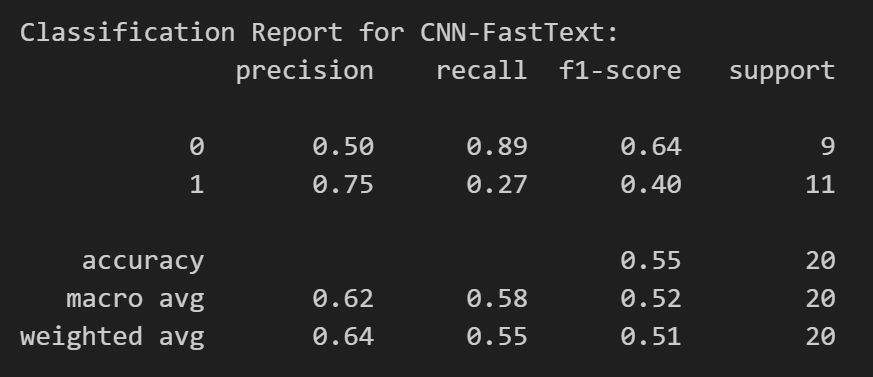 Classification Report for CNN-FastText:
precision recall f1-score support
0 0.50 0.89 0.64 9
1 0.75 0.27 0.40 11
accuracy 0.55 20
macro avg 0.62 0.58 0.52 20
weighted avg 0.64 0.55 0.51 20